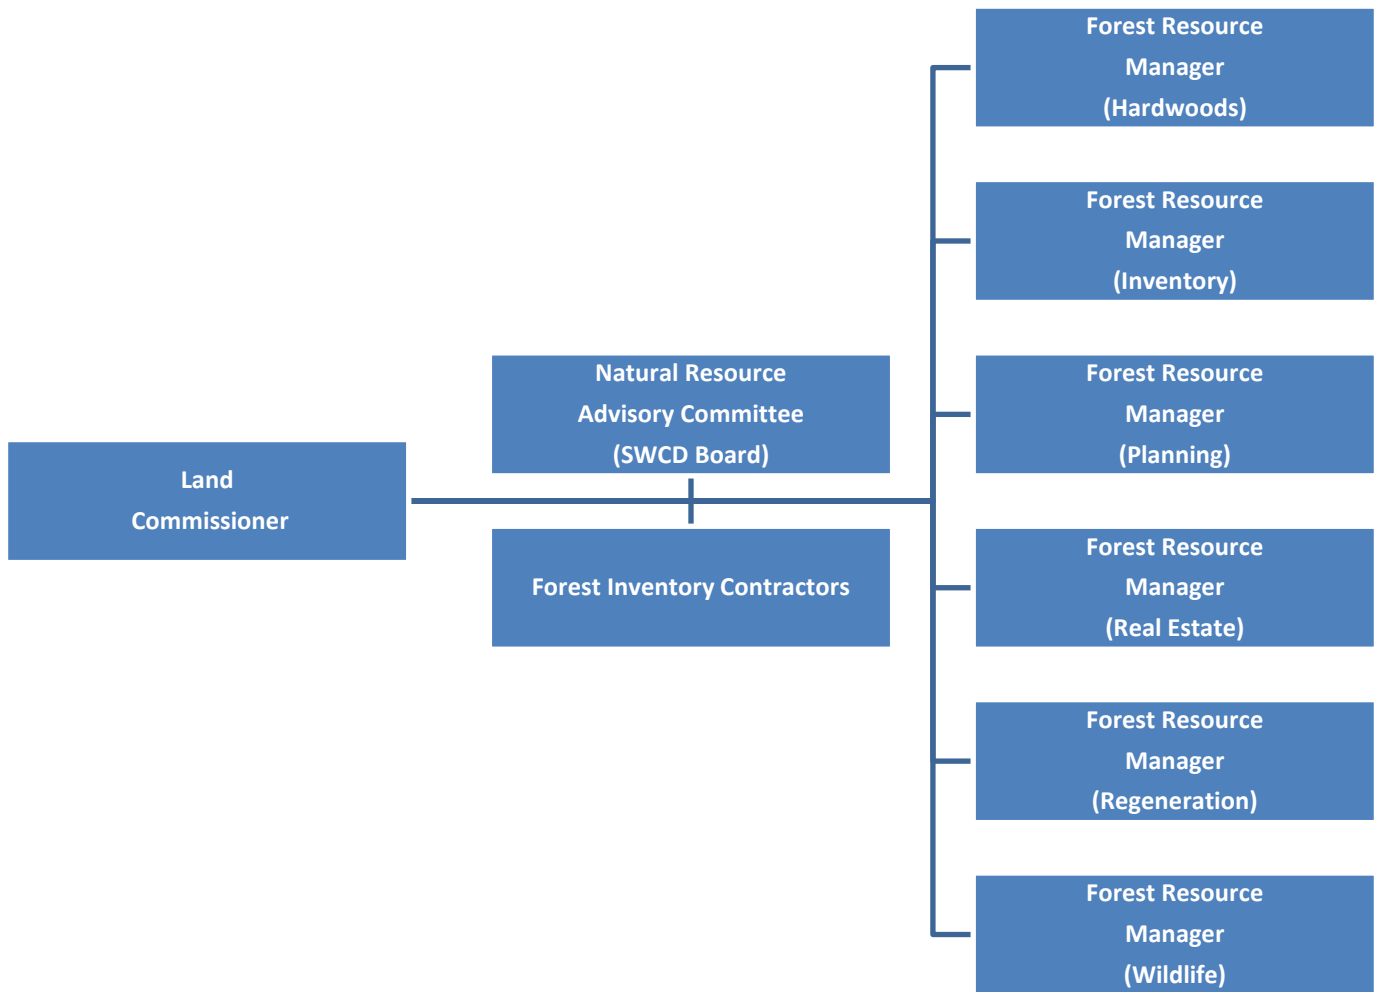 Land
Commissioner
Natural Resource
Advisory Committee
(SWCD Board)
Forest Inventory Contractors
Forest Resource
Manager
(Hardwoods)
Forest Resource
Manager
(Inventory)
Forest Resource
Manager
(Planning)
Forest Resource
Manager
(Real Estate)
Forest Resource
Manager
(Regeneration)
Forest Resource
Manager
(Wildlife)